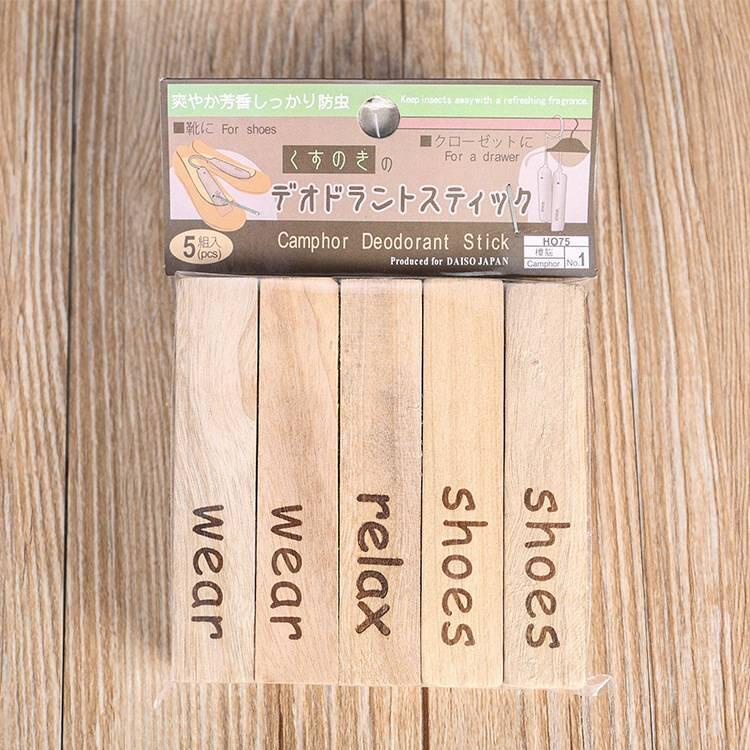 爽やか芳香しっかり防虫
Keep insects away with a refreshing fragrance.
■靴に For shoes
■クローゼットに
For a drawer
くすのきの
デオドラントスティック
5組入
(pcs)
Camphor Deodorant Stick
Produced for DAISO JAPAN
HO75
樟脳
Camphor
No.1
wear
wear
relax
shoes
shoes